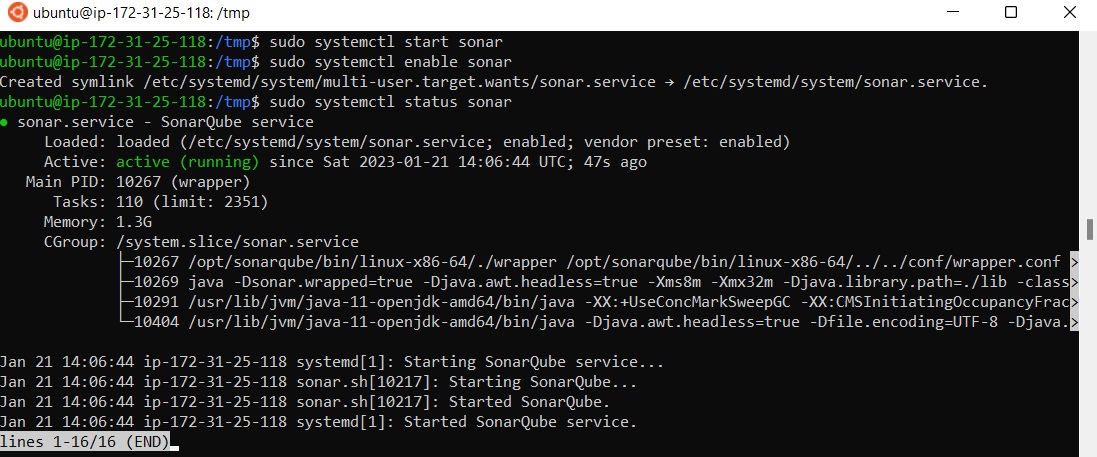 ubuntu@ip-172-31-25-118: /tmp
ubuntu@ip-172-31-25-118:/tmp$ sudo systemctl start sonar
ubuntu@ip-172-31-25-118:/tmp$ sudo systemctl enable sonar
Created symlink /etc/systemd/system/multi-user.target.wants/sonar.service → /etc/systemd/system/sonar.service.
ubuntu@ip-172-31-25-118:/tmp$ sudo systemctl status sonar
● sonar.service - SonarQube service
     Loaded: loaded (/etc/systemd/system/sonar.service; enabled; vendor preset: enabled)
     Active: active (running) since Sat 2023-01-21 14:06:44 UTC; 47s ago
   Main PID: 10267 (wrapper)
      Tasks: 110 (limit: 2351)
     Memory: 1.3G
     CGroup: /system.slice/sonar.service
             ├─10267 /opt/sonarqube/bin/linux-x86-64/./wrapper /opt/sonarqube/bin/linux-x86-64/../../conf/wrapper.conf >
             ├─10269 java -Dsonar.wrapped=true -Djava.awt.headless=true -Xms8m -Xmx32m -Djava.library.path=./lib -class>
             ├─10291 /usr/lib/jvm/java-11-openjdk-amd64/bin/java -XX:+UseConcMarkSweepGC -XX:CMSInitiatingOccupancyFrac>
             └─10404 /usr/lib/jvm/java-11-openjdk-amd64/bin/java -Djava.awt.headless=true -Dfile.encoding=UTF-8 -Djava.>
Jan 21 14:06:44 ip-172-31-25-118 systemd[1]: Starting SonarQube service...
Jan 21 14:06:44 ip-172-31-25-118 sonar.sh[10217]: Starting SonarQube...
Jan 21 14:06:44 ip-172-31-25-118 sonar.sh[10217]: Started SonarQube.
Jan 21 14:06:44 ip-172-31-25-118 systemd[1]: Started SonarQube service.
lines 1-16/16 (END)